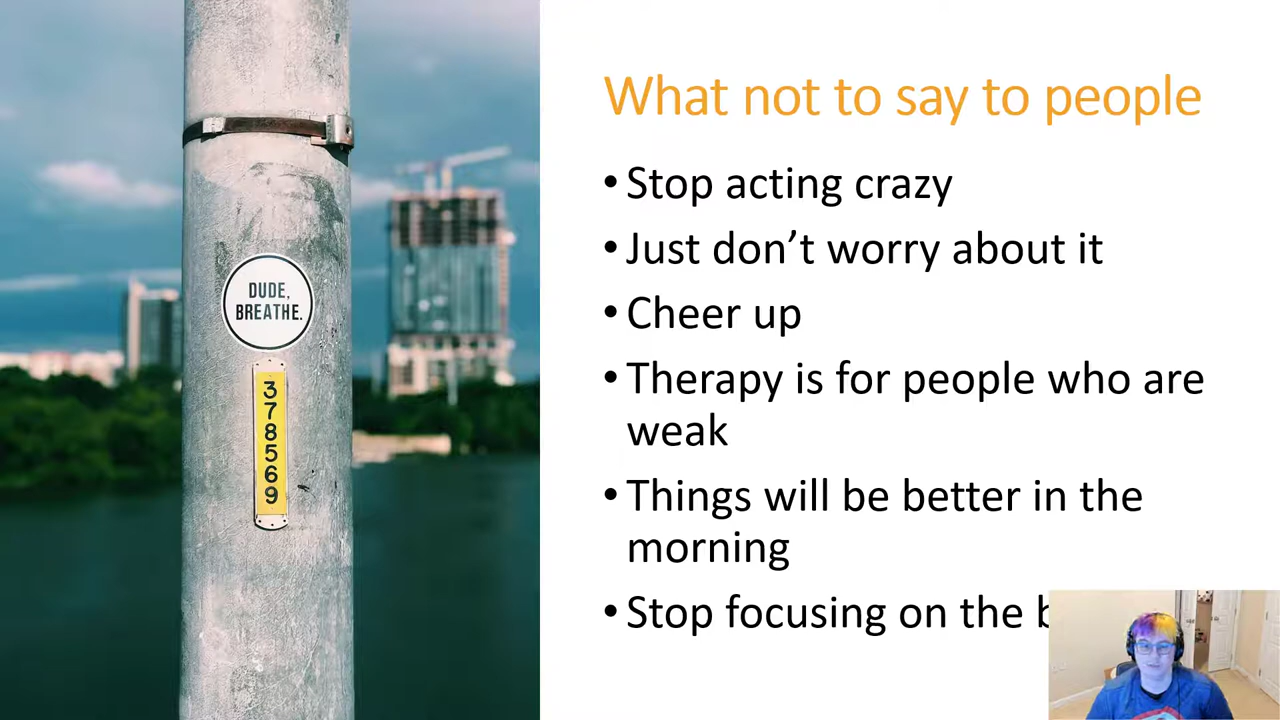 What not to say to people
• Stop acting crazy
• Just don’t worry about it
• Cheer up
• Therapy is for people who are
weak
• Things will be better in the
morning
• Stop focusing on the
DUDE,
BREATHE.
3
7
8
5
6
9